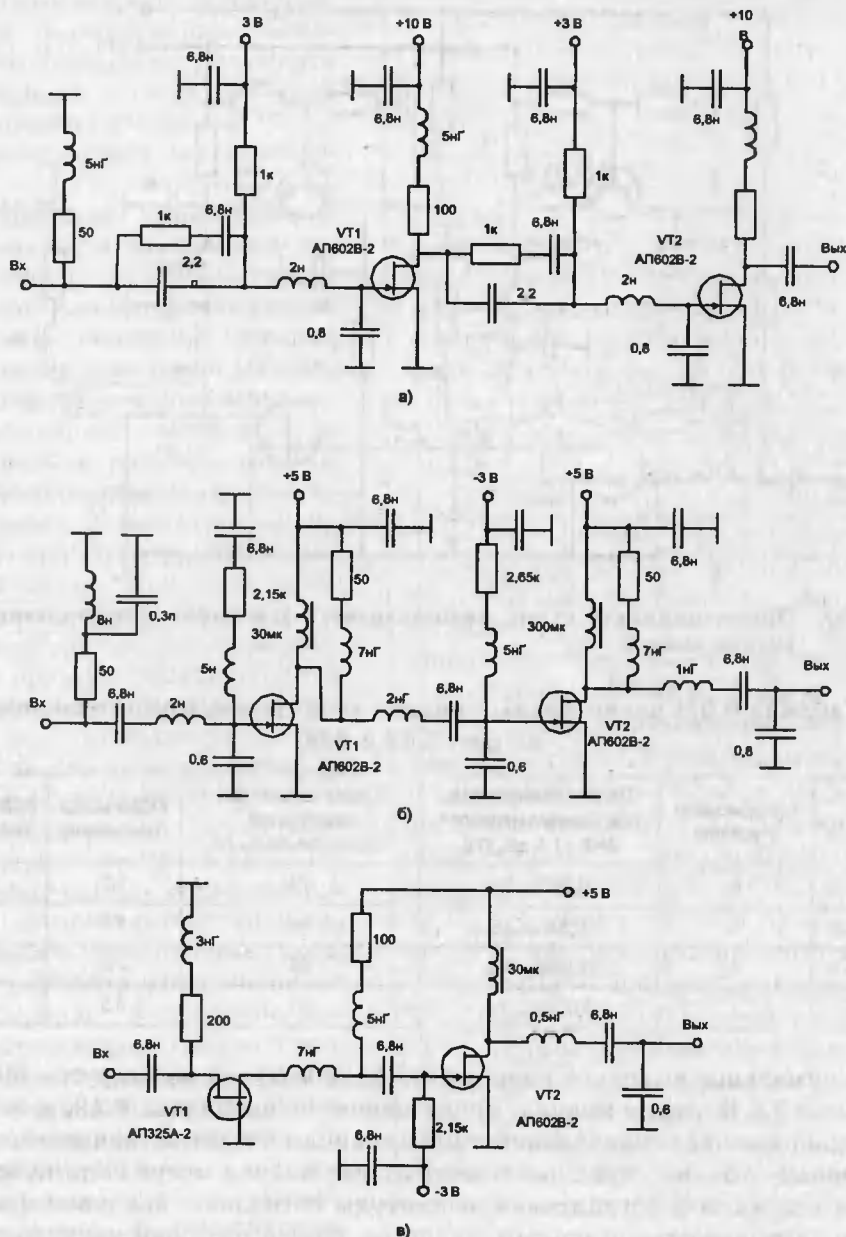 3 В +10 В +3 В +10 В
6,8н 6,8н 6,8н 6,8н
5нГ 5нГ
1к 1к
50 1к 6,8н 100 1к 6,8н
VT1 АП602В-2
VT2 АП602В-2
Вх 2,2 п 2н 2,2 2н Вых
6,8н
0,8 0,8
а)
+5 В -3 В +5 В
6,8н
6,8н 6,8н
8н 0,3п 2,15к 50 2,65к 50
30мк 300мк
50 5н 7нГ 5нГ 7нГ
1нГ 6,8н Вых
Вх 6,8н 2н 2нГ 6,8н
VT1 АП602В-2
VT2 АП602В-2
0,6 0,6 0,8
б)
+5 В
3нГ 100 30мк
200 5нГ
0,5нГ 6,8н Вых
Вх 6,8н 7нГ 6,8н
VT1 АП325А-2
VT2 АП602В-2
2,15к 0,6
6,8н
-3 В
в)